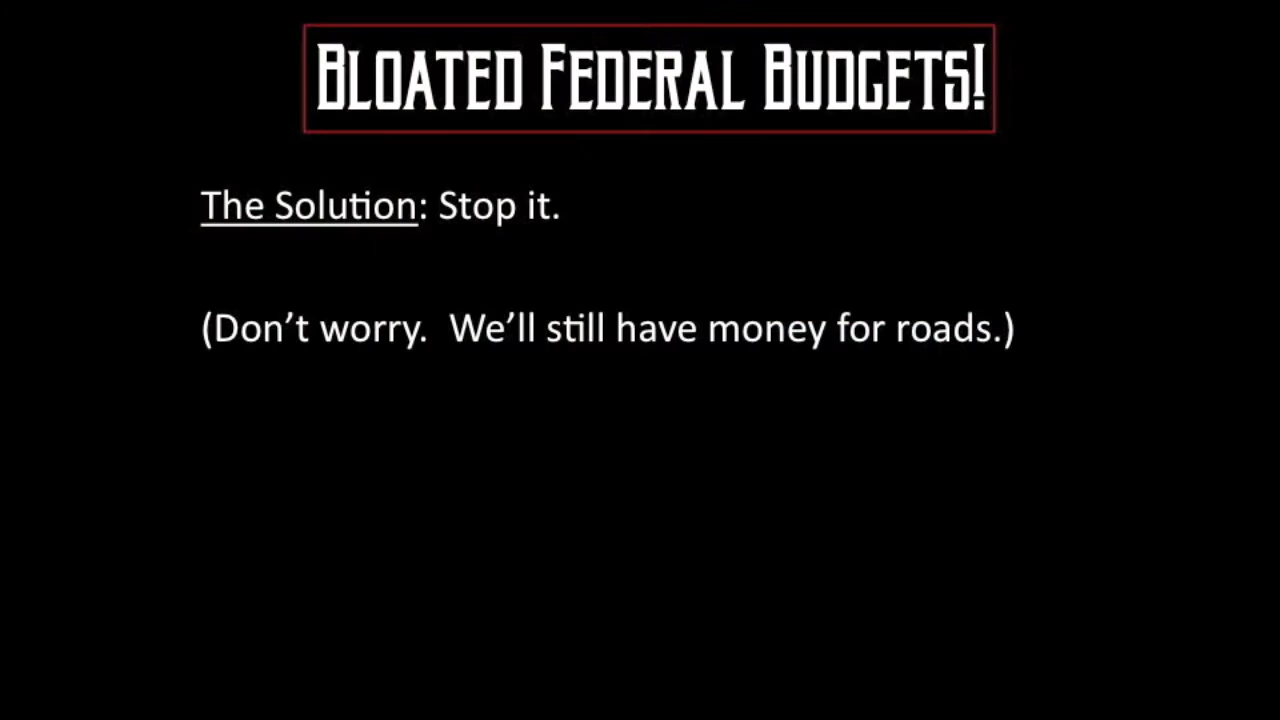 Bloated Federal Budgets!
The Solution: Stop it.
(Don’t worry.  We’ll still have money for roads.)